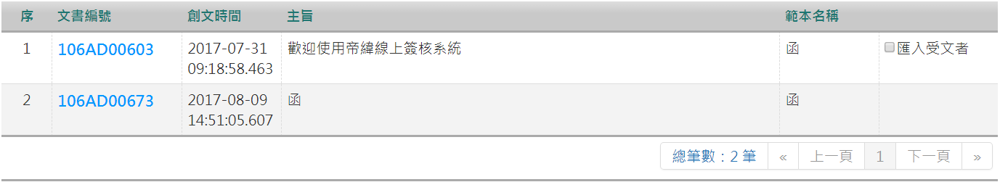 序 文書編號 創文時間 主旨 範本名稱
1 106AD00603 2017-07-31 歡迎使用帝緯線上簽核系統 函 匯入受文者
09:18:58.463
2 106AD00673 2017-08-09 函 函
14:51:05.607
總筆數：2 筆 « 上一頁 1 下一頁 »